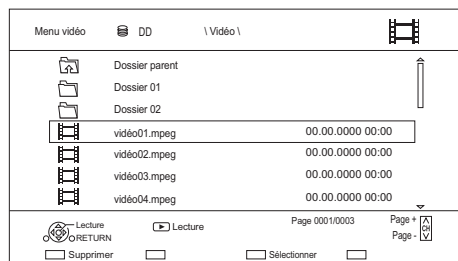 Menu vidéo DD \ Vidéo \
Dossier parent
Dossier 01
Dossier 02
vidéo01.mpeg 00.00.0000 00:00
vidéo02.mpeg 00.00.0000 00:00
vidéo03.mpeg 00.00.0000 00:00
vidéo04.mpeg 00.00.0000 00:00
Lecture Lecture Page 0001/0003 Page + CH
RETURN Page -
Supprimer Sélectionner